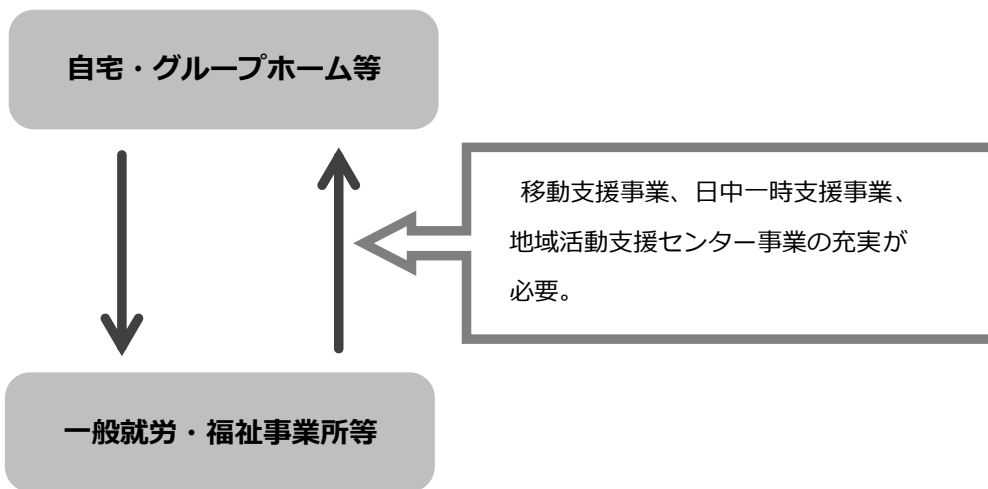 自宅・グループホーム等
移動支援事業、日中一時支援事業、
地域活動支援センター事業の充実が
必要。
一般就労・福祉事業所等